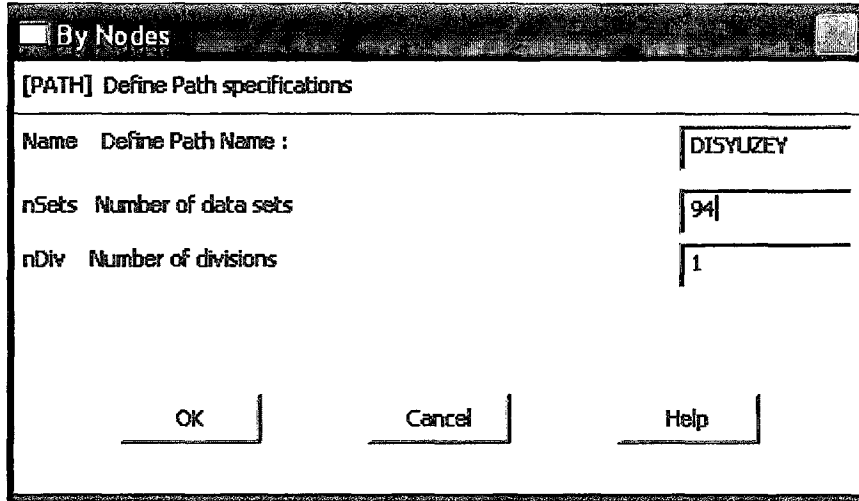 By Nodes
[PATH] Define Path specifications
Name Define Path Name : DISYUZEY
nSets Number of data sets 94
nDiv Number of divisions 1
OK Cancel Help